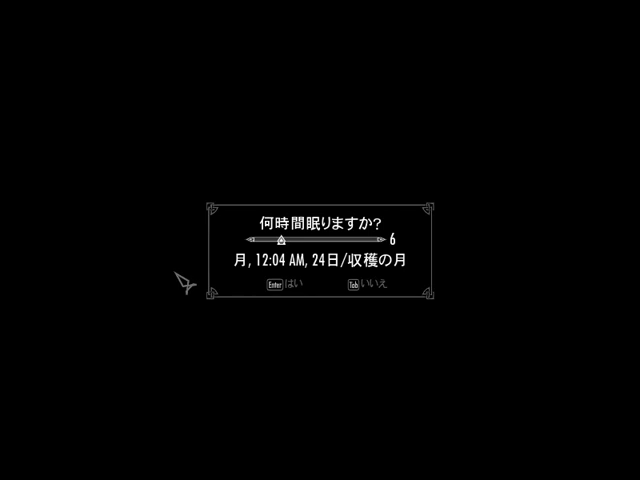 何時間眠りますか?
6
月, 12:04 AM, 24日/収穫の月
Enter はい Tab いいえ